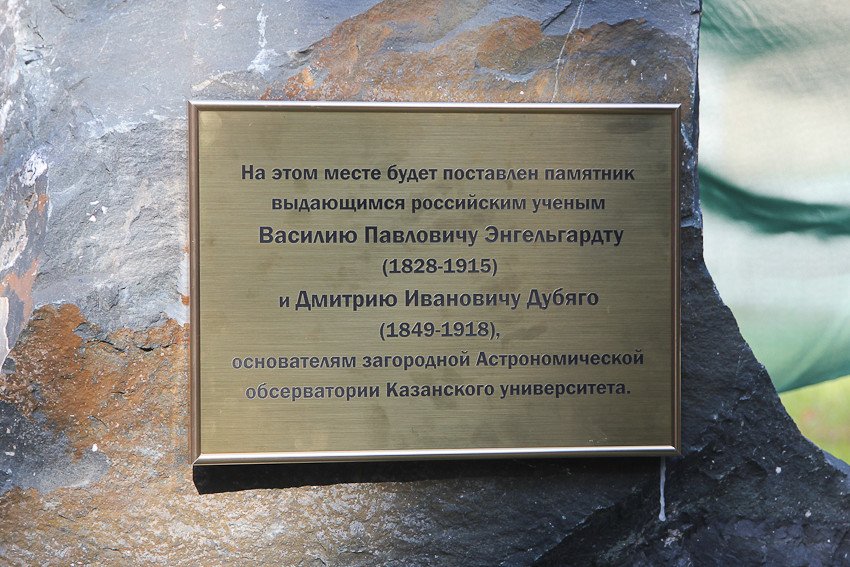 На этом месте будет поставлен памятник
выдающимся российским ученым
Василию Павловичу Энгельгардту
(1828-1915)
и Дмитрию Ивановичу Дубяго
(1849-1918),
основателям загородной Астрономической
обсерватории Казанского университета.